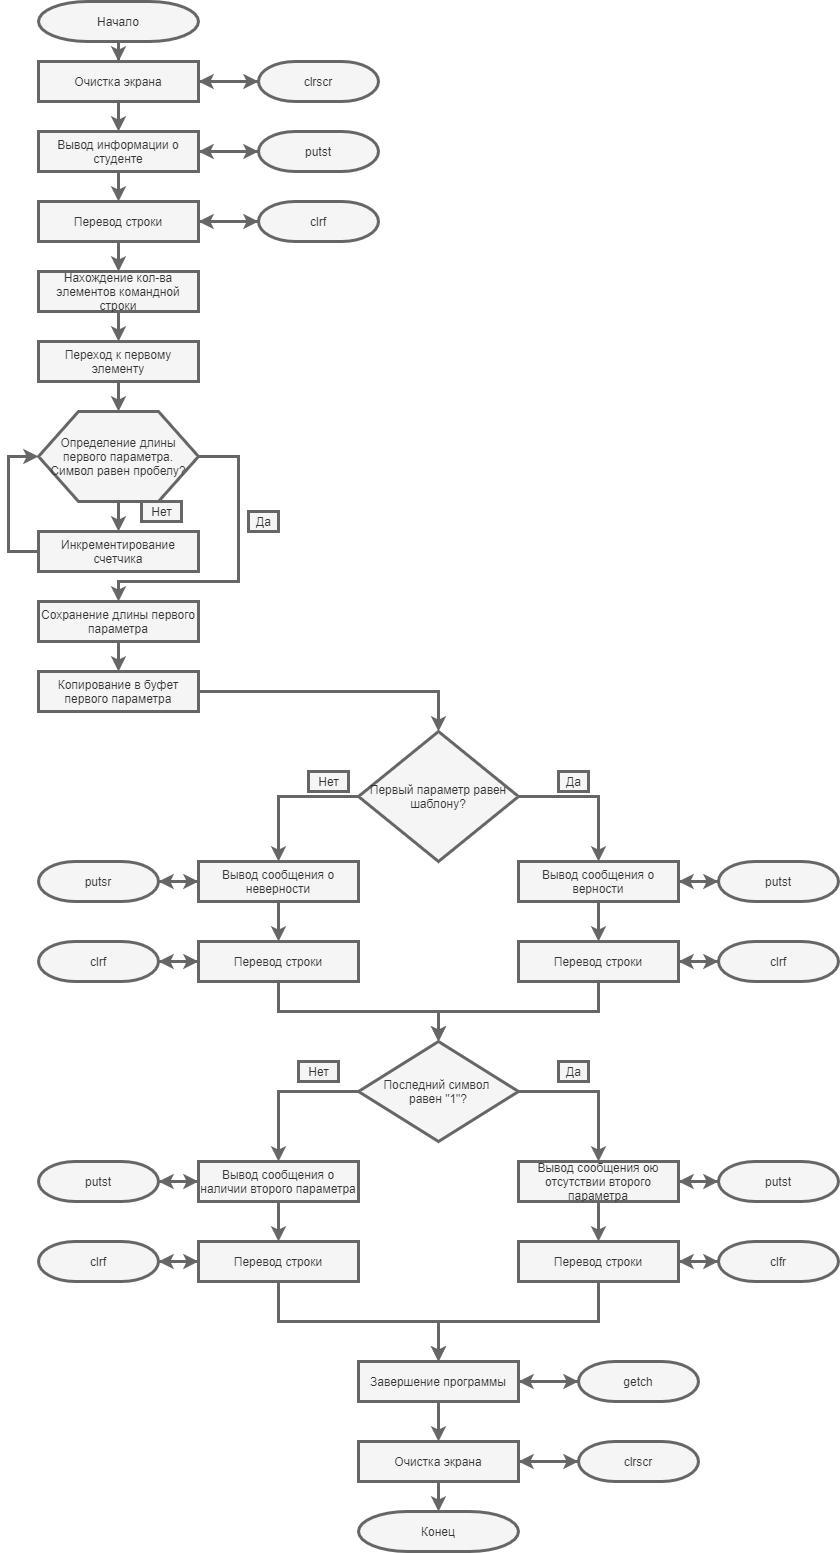 Начало
Очистка экрана
clrscr
Вывод информации о
студенте
putst
Перевод строки
clrf
Нахождение кол-ва
элементов командной
строки
Переход к первому
элементу
Определение длины
первого параметра.
Символ равен пробелу?
Нет
Да
Инкрементирование
счетчика
Сохранение длины первого
параметра
Копирование в буфет
первого параметра
Первый параметр равен
шаблону?
Нет
Да
putsr
Вывод сообщения о
неверности
Вывод сообщения о
верности
putst
clrf
Перевод строки
Перевод строки
clrf
Последний символ
равен "1"?
Нет
Да
putst
Вывод сообщения о
наличии второго параметра
Вывод сообщения ою
отсутствии второго
параметра
putst
clrf
Перевод строки
Перевод строки
clfr
Завершение программы
getch
Очистка экрана
clrscr
Конец